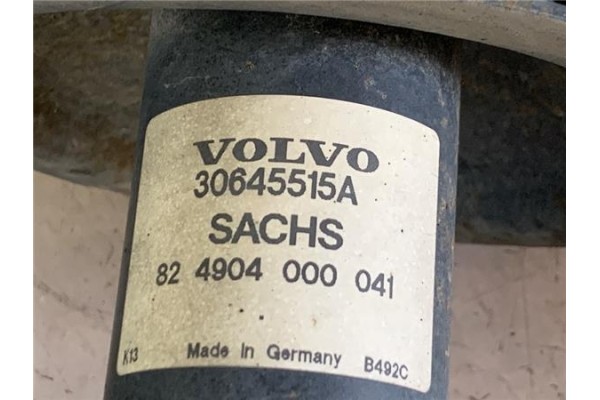 VOLVO
30645515A
SACHS
82 4904 000 041
K13 Made in Germany B492C